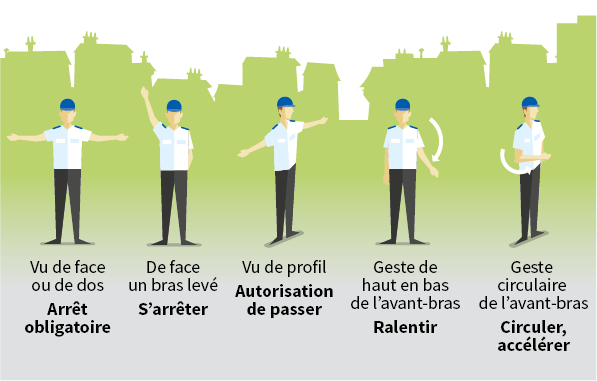 Vu de face
ou de dos
Arrêt
obligatoire
De face
un bras levé
S'arrêter
Vu de profil
Autorisation
de passer
Geste de
haut en bas
de l'avant-bras
Ralentir
Geste
circulaire
de l'avant-bras
Circuler,
accélérer